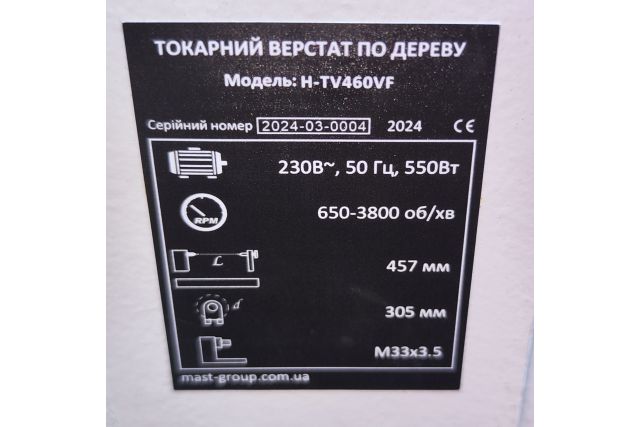 ТОКАРНИЙ ВЕРСТАТ ПО ДЕРЕВУ
Модель: H-TV460VF
Серійний номер 2024-03-0004 2024 CE
230В~, 50 Гц, 550Вт
RPM 650-3800 об/хв
L 457 мм
d 305 мм
M33x3.5
mast-group.com.ua